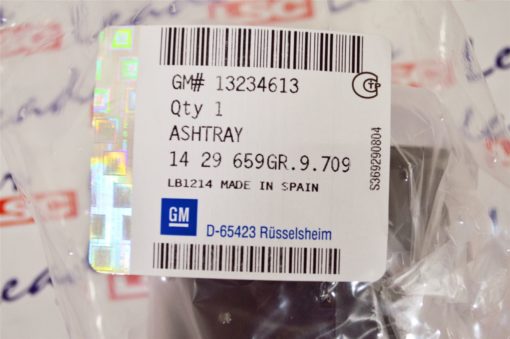 GM# 13234613
Qty 1
ASHTRAY
14 29 659GR.9.709
LB1214 MADE IN SPAIN
GM
D-65423 Rüsselsheim
S369290804